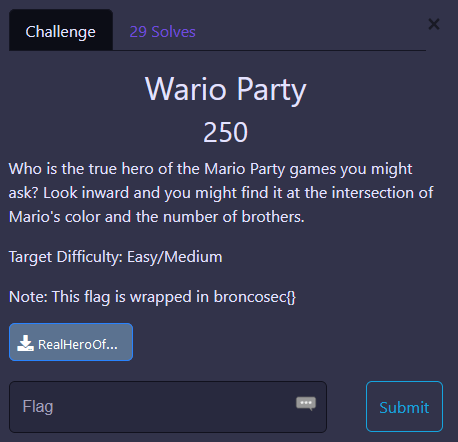 Challenge
29 Solves
×
Wario Party
250
Who is the true hero of the Mario Party games you might
ask? Look inward and you might find it at the intersection of
Mario's color and the number of brothers.
Target Difficulty: Easy/Medium
Note: This flag is wrapped in broncosec{}
RealHeroOf...
Flag
Submit